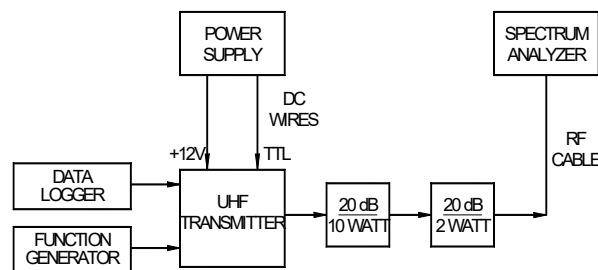 POWER
SUPPLY
SPECTRUM
ANALYZER
DC
WIRES
+12V
TTL
RF
CABLE
DATA
LOGGER
UHF
TRANSMITTER
20 dB
10 WATT
20 dB
2 WATT
FUNCTION
GENERATOR